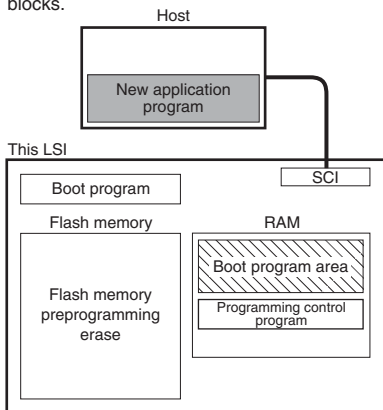 blocks.
Host
New application
program
This LSI
SCI
Boot program
Flash memory
RAM
Boot program area
Flash memory
preprogramming
erase
Programming control
program